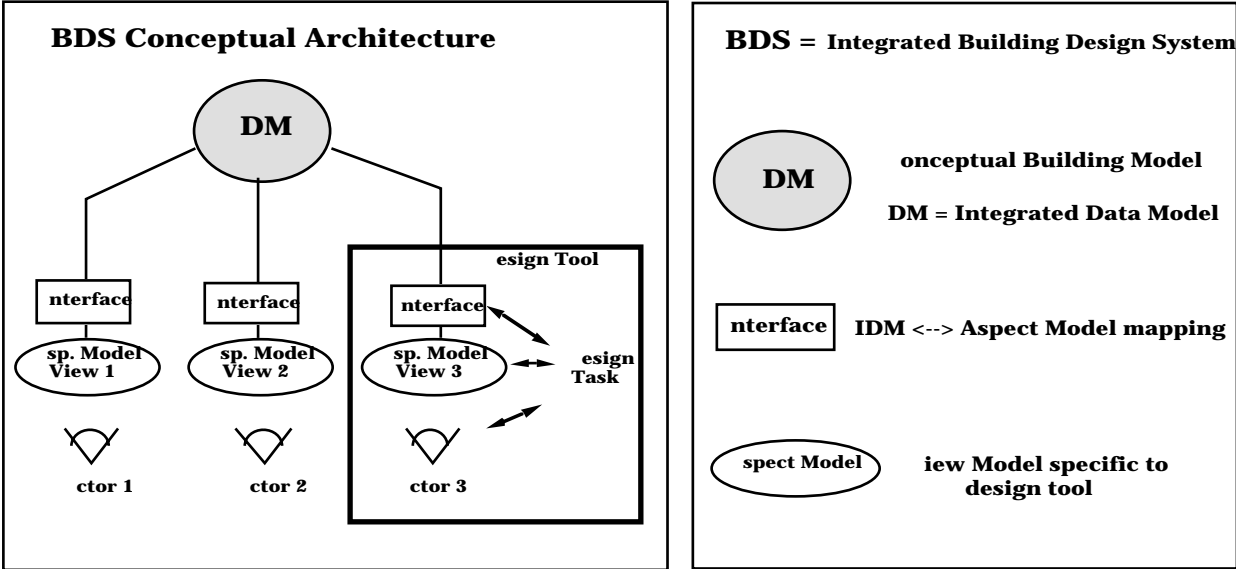 BDS Conceptual Architecture
DM
esign Tool
nterface
nterface
nterface
sp. Model
View 1
sp. Model
View 2
sp. Model
View 3
esign
Task
ctor 1
ctor 2
ctor 3
BDS = Integrated Building Design System
DM
onceptual Building Model
DM = Integrated Data Model
nterface
IDM <--> Aspect Model mapping
spect Model
iew Model specific to
design tool